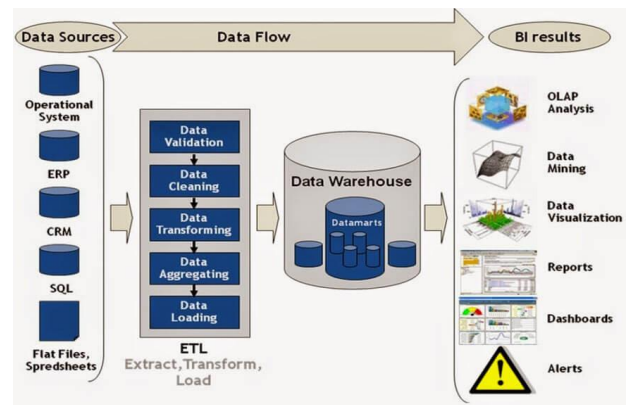 Data Sources
Data Flow
BI results
Operational
System
ERP
CRM
SQL
Flat Files,
Spredsheets
Data
Validation
Data
Cleaning
Data
Transforming
Data
Aggregating
Data
Loading
ETL
Extract,Transform,
Load
Data Warehouse
Datamarts
OLAP
Analysis
Data
Mining
Data
Visualization
Reports
Dashboards
Alerts